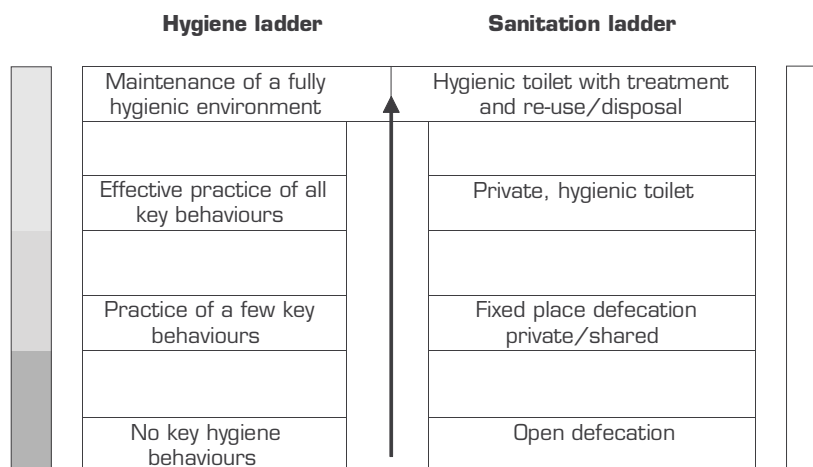 Hygiene ladder
Sanitation ladder
Maintenance of a fully
hygienic environment
Hygienic toilet with treatment
and re-use/disposal
Effective practice of all
key behaviours
Private, hygienic toilet
Practice of a few key
behaviours
Fixed place defecation
private/shared
No key hygiene
behaviours
Open defecation